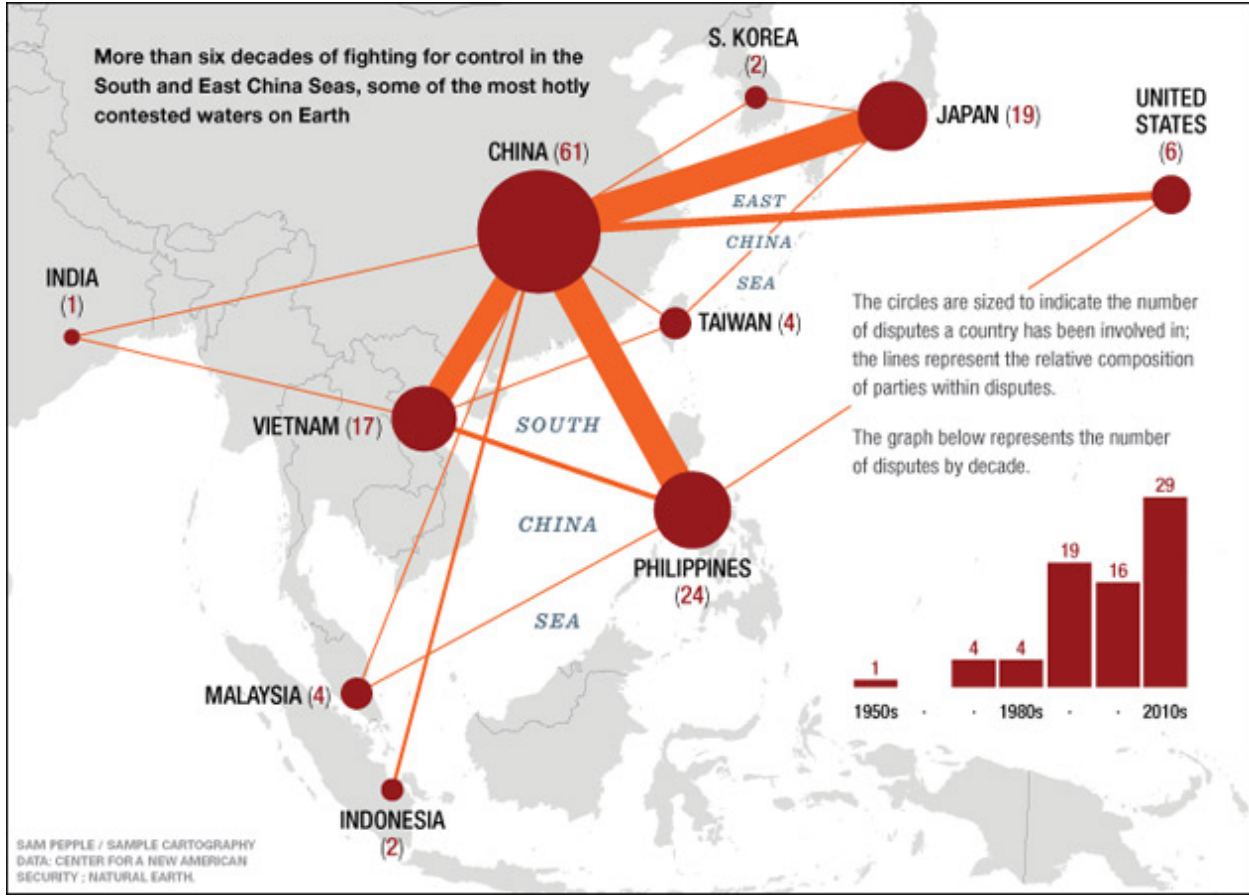 More than six decades of fighting for control in the
South and East China Seas, some of the most hotly
contested waters on Earth
S. KOREA
(2)
JAPAN (19)
UNITED
STATES
(6)
CHINA (61)
EAST
CHINA
SEA
INDIA
(1)
TAIWAN (4)
The circles are sized to indicate the number
of disputes a country has been involved in;
the lines represent the relative composition
of parties within disputes.
The graph below represents the number
of disputes by decade.
VIETNAM (17)
SOUTH
CHINA
SEA
PHILIPPINES
(24)
MALAYSIA (4)
INDONESIA
(2)
1
4
4
19
16
29
1950s · · 1980s · · 2010s
SAM PEPPLE / SAMPLE CARTOGRAPHY
DATA: CENTER FOR A NEW AMERICAN
SECURITY ; NATURAL EARTH.